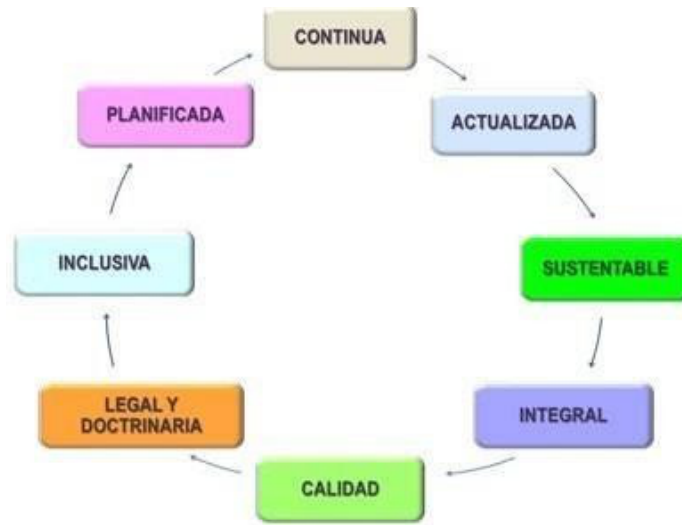 CONTINUA
ACTUALIZADA
SUSTENTABLE
INTEGRAL
CALIDAD
LEGAL Y
DOCTRINARIA
INCLUSIVA
PLANIFICADA